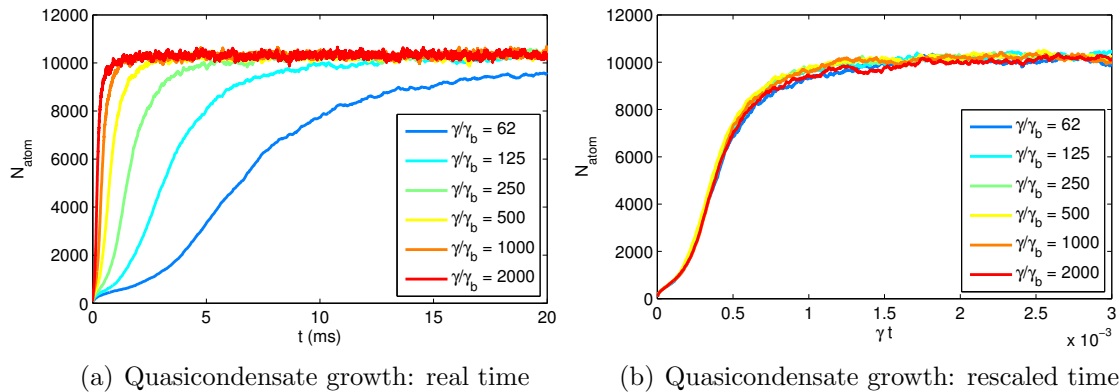 12000
10000
8000
6000
4000
2000
0
N_atom
γ/γ_b = 62
γ/γ_b = 125
γ/γ_b = 250
γ/γ_b = 500
γ/γ_b = 1000
γ/γ_b = 2000
0 5 10 15 20
t (ms)
(a) Quasicondensate growth: real time
12000
10000
8000
6000
4000
2000
0
N_atom
γ/γ_b = 62
γ/γ_b = 125
γ/γ_b = 250
γ/γ_b = 500
γ/γ_b = 1000
γ/γ_b = 2000
0 0.5 1 1.5 2 2.5 3
γ t
x 10⁻³
(b) Quasicondensate growth: rescaled time